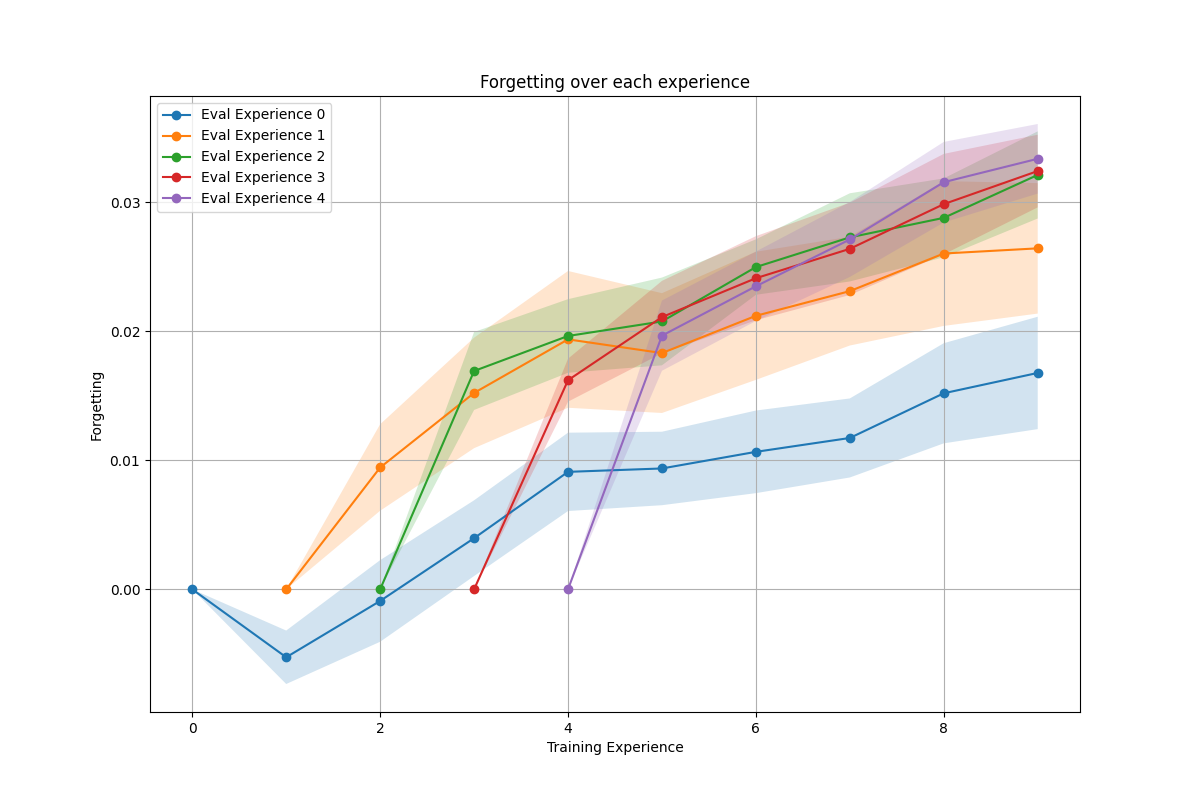 Forgetting over each experience
Eval Experience 0
Eval Experience 1
Eval Experience 2
Eval Experience 3
Eval Experience 4
0.03
0.02
0.01
0.00
Forgetting
0 2 4 6 8
Training Experience